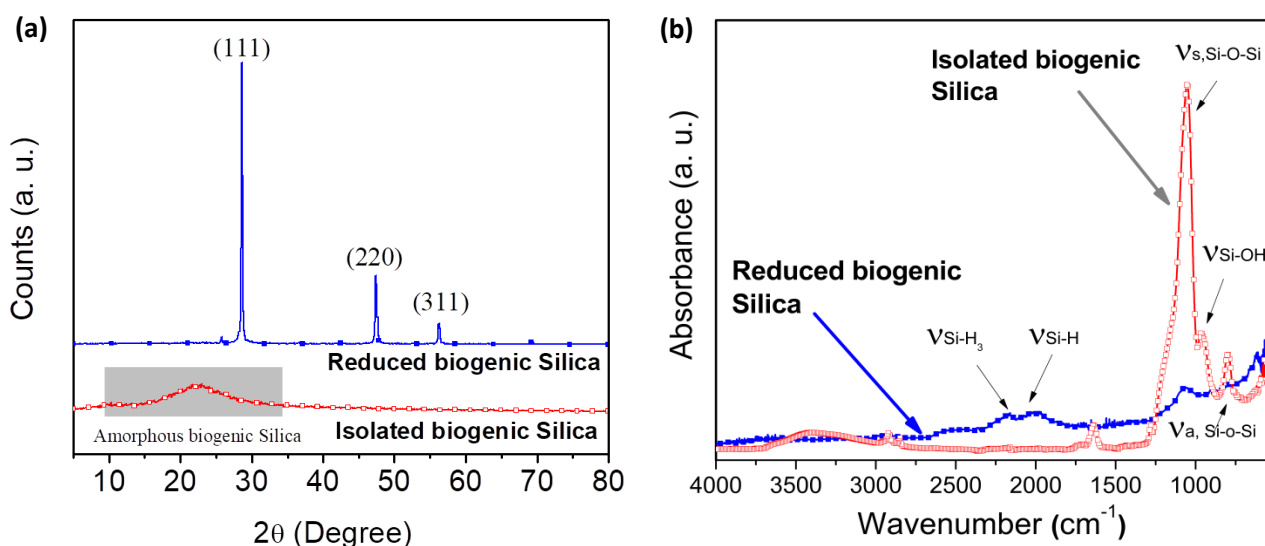 (a)
Counts (a. u.)
(111)
(220)
(311)
Reduced biogenic Silica
Amorphous biogenic Silica
Isolated biogenic Silica
10 20 30 40 50 60 70 80
2θ (Degree)
(b)
Absorbance (a. u.)
Isolated biogenic
Silica
νs,Si-O-Si
νSi-OH
Reduced biogenic
Silica
νSi-H3
νSi-H
νa, Si-o-Si
4000 3500 3000 2500 2000 1500 1000
Wavenumber (cm-1)